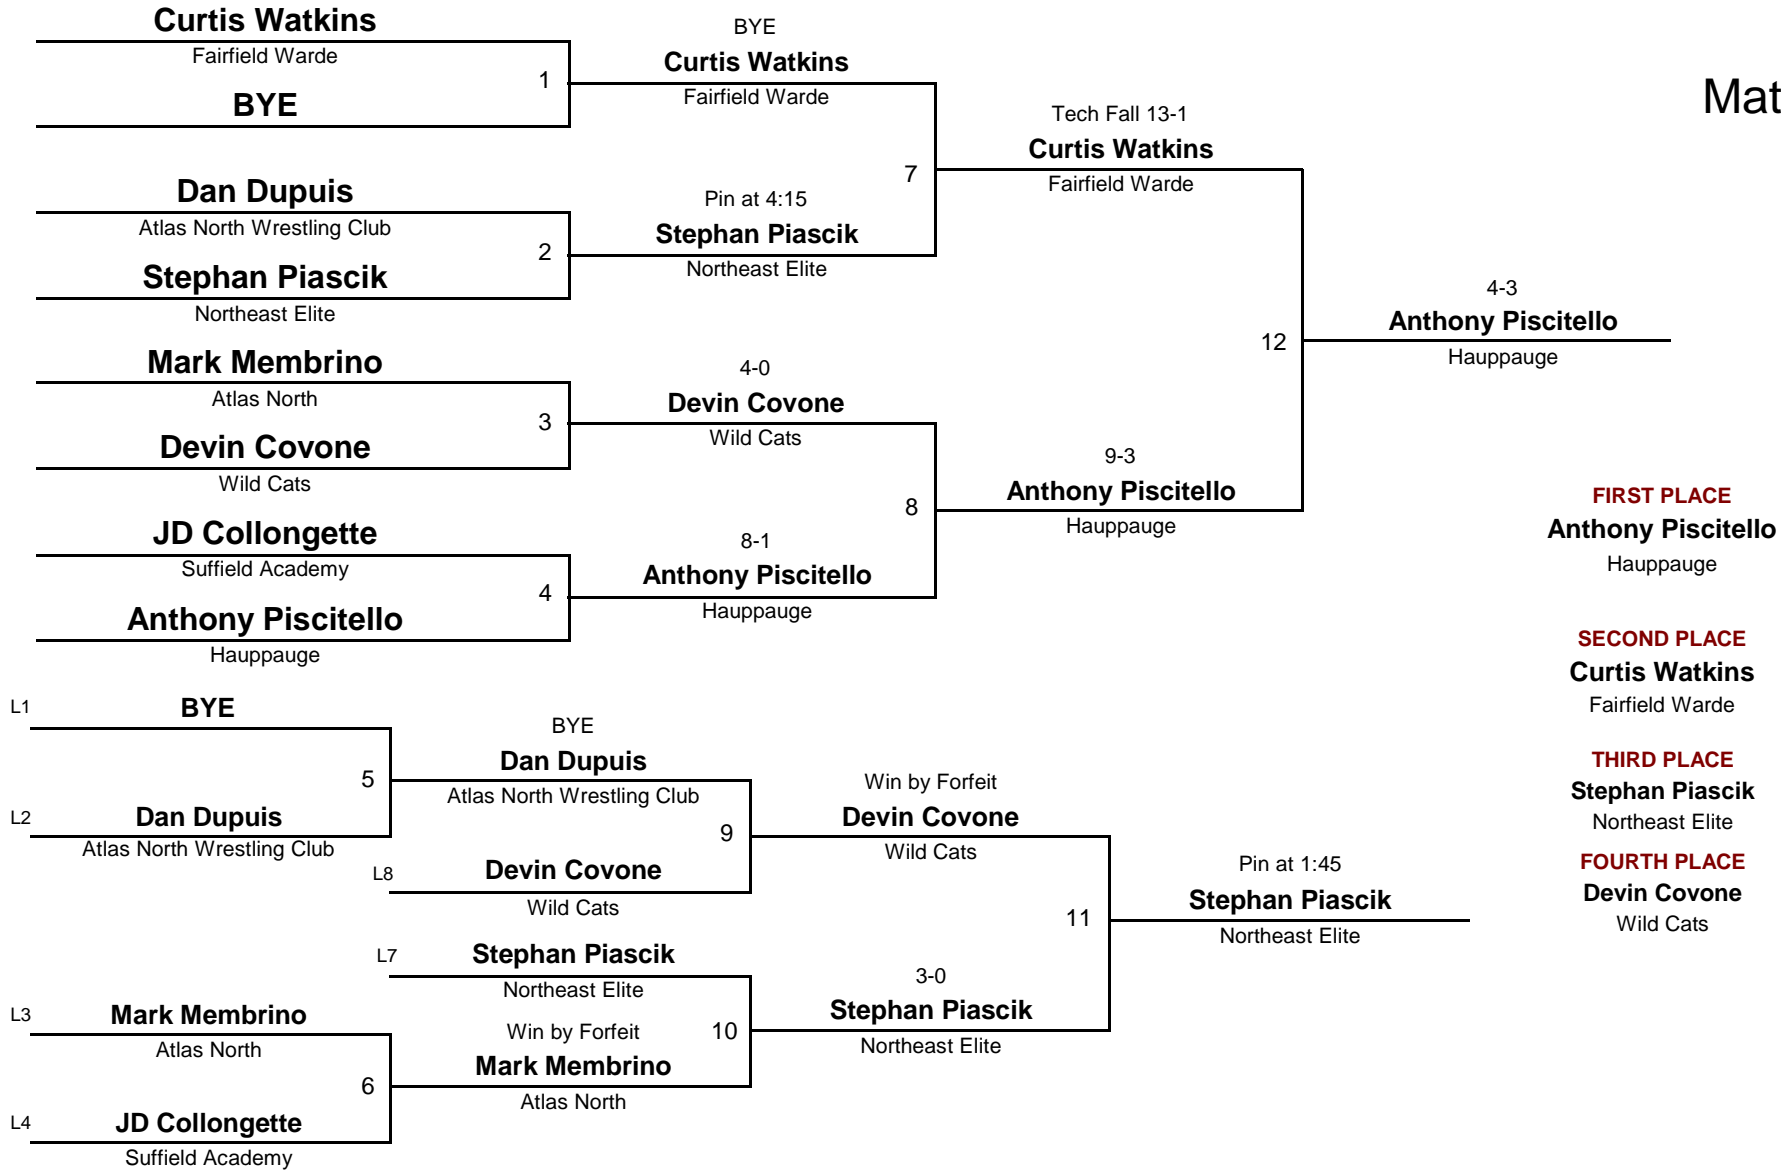 Curtis Watkins
Fairfield Warde
1
BYE
Dan Dupuis
Atlas North Wrestling Club
2
Stephan Piascik
Northeast Elite
Mark Membrino
Atlas North
3
Devin Covone
Wild Cats
JD Collongette
Suffield Academy
4
Anthony Piscitello
Hauppauge
BYE
Curtis Watkins
Fairfield Warde
7
Pin at 4:15
Stephan Piascik
Northeast Elite
4-0
Devin Covone
Wild Cats
8
8-1
Anthony Piscitello
Hauppauge
Tech Fall 13-1
Curtis Watkins
Fairfield Warde
12
9-3
Anthony Piscitello
Hauppauge
4-3
Anthony Piscitello
Hauppauge
Mat
FIRST PLACE
Anthony Piscitello
Hauppauge
SECOND PLACE
Curtis Watkins
Fairfield Warde
THIRD PLACE
Stephan Piascik
Northeast Elite
FOURTH PLACE
Devin Covone
Wild Cats
L1 BYE
5
L2 Dan Dupuis
Atlas North Wrestling Club
L3 Mark Membrino
Atlas North
6
L4 JD Collongette
Suffield Academy
BYE
Dan Dupuis
Atlas North Wrestling Club
9
L8 Devin Covone
Wild Cats
L7 Stephan Piascik
Northeast Elite
Win by Forfeit 10
Mark Membrino
Atlas North
Win by Forfeit
Devin Covone
Wild Cats
11
3-0
Stephan Piascik
Northeast Elite
Pin at 1:45
Stephan Piascik
Northeast Elite